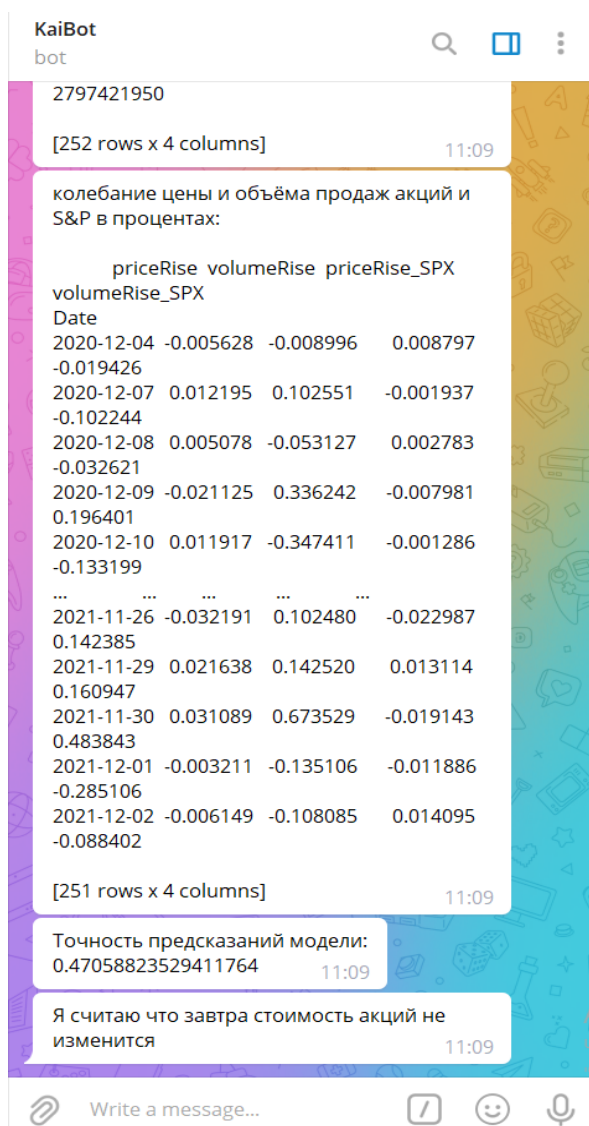 KaiBot
bot
2797421950
[252 rows x 4 columns]
11:09
колебание цены и объёма продаж акций и
S&P в процентах:
priceRise volumeRise priceRise_SPX
volumeRise_SPX
Date
2020-12-04 -0.005628 -0.008996 0.008797
-0.019426
2020-12-07 0.012195 0.102551 -0.001937
-0.102244
2020-12-08 0.005078 -0.053127 0.002783
-0.032621
2020-12-09 -0.021125 0.336242 -0.007981
0.196401
2020-12-10 0.011917 -0.347411 -0.001286
-0.133199
... ... ... ... ...
2021-11-26 -0.032191 0.102480 -0.022987
0.142385
2021-11-29 0.021638 0.142520 0.013114
0.160947
2021-11-30 0.031089 0.673529 -0.019143
0.483843
2021-12-01 -0.003211 -0.135106 -0.011886
-0.285106
2021-12-02 -0.006149 -0.108085 0.014095
-0.088402
[251 rows x 4 columns]
11:09
Точность предсказаний модели:
0.47058823529411764
11:09
Я считаю что завтра стоимость акций не
изменится
11:09
Write a message...